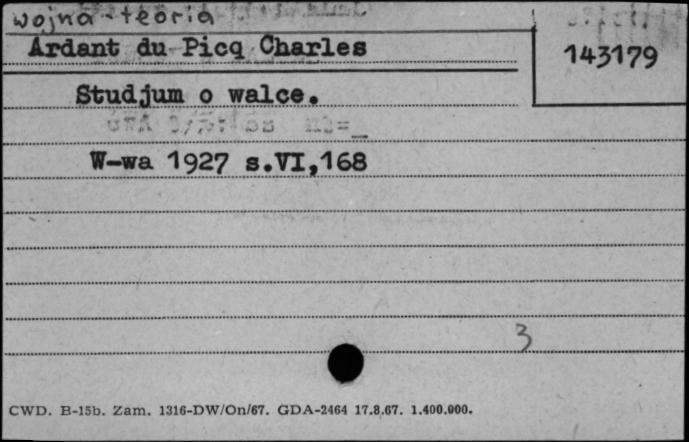 wojna-teoria
Ardant du Picq Charles
143179
Studjum o walce.
W-wa 1927 s.VI,168
3
CWD. B-15b. Zam. 1316-DW/On/67. GDA-2464 17.8.67. 1.400.000.